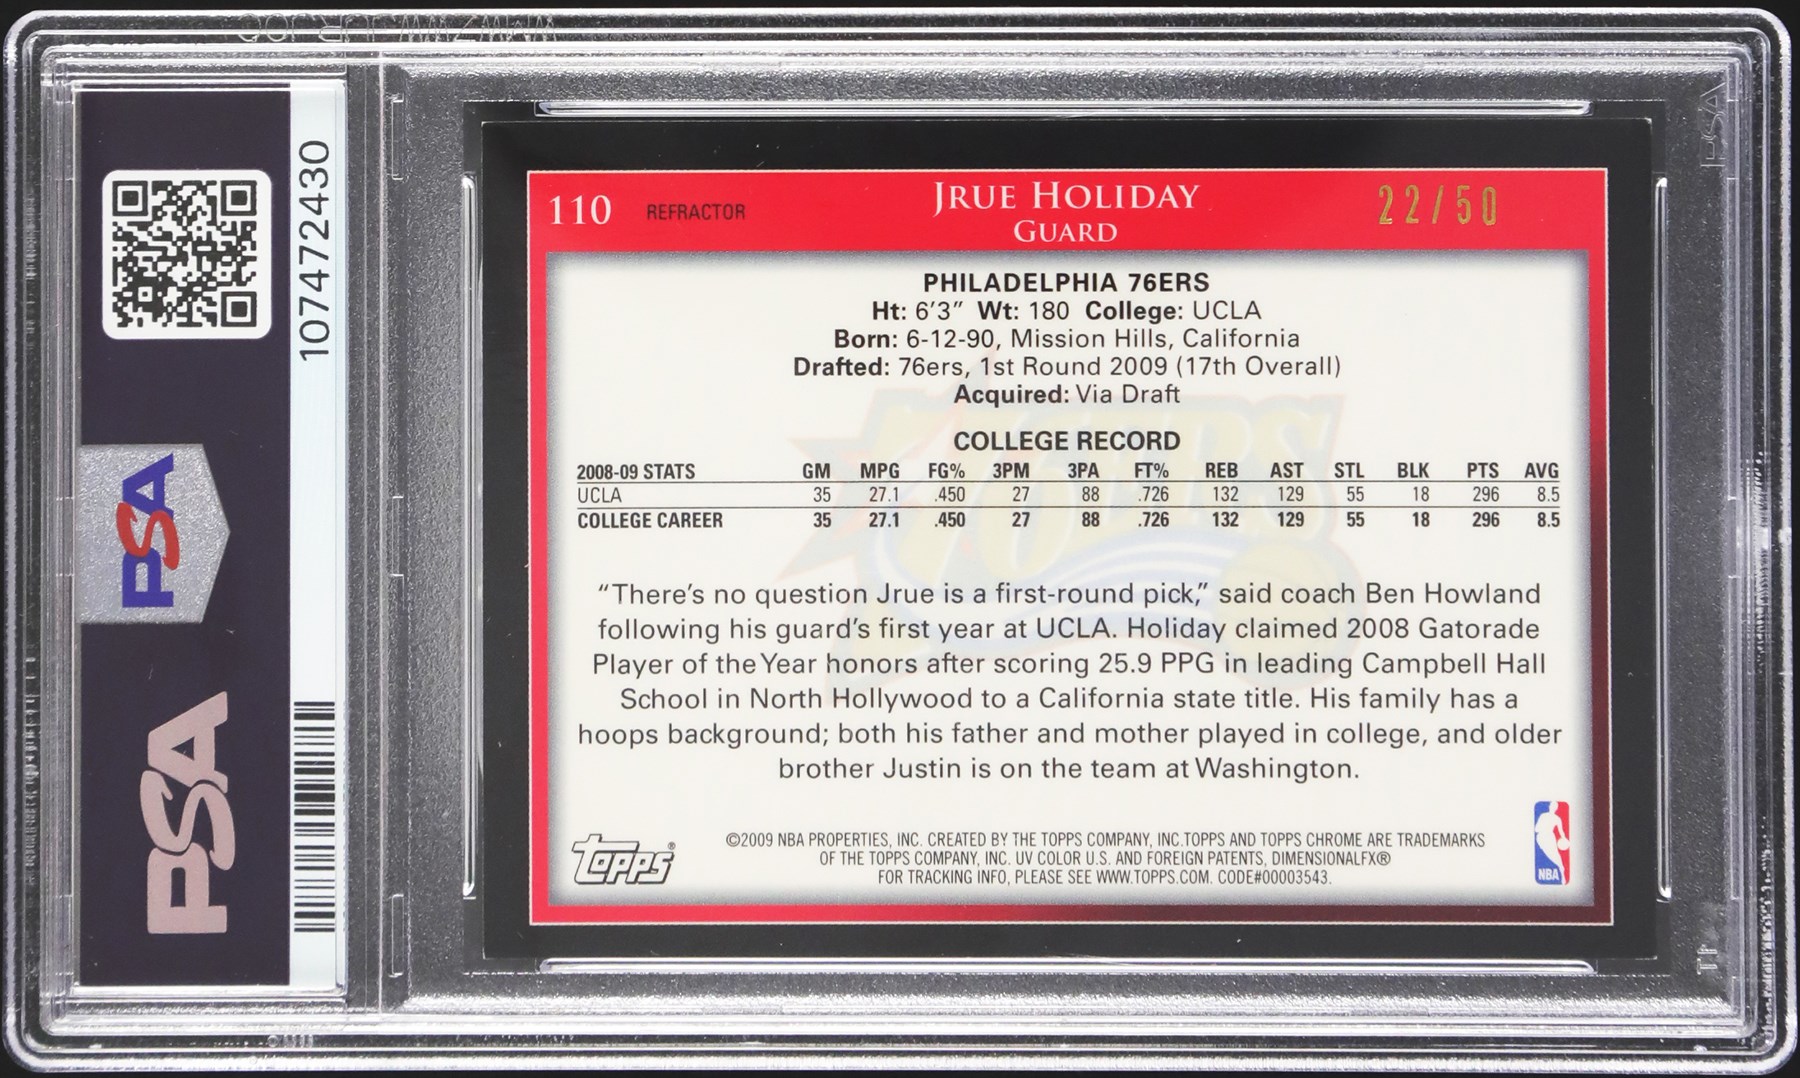 107472430
PSA
PSA
110 REFRACTOR JRUE HOLIDAY 22/50
GUARD
PHILADELPHIA 76ERS
Ht: 6'3" Wt: 180 College: UCLA
Born: 6-12-90, Mission Hills, California
Drafted: 76ers, 1st Round 2009 (17th Overall)
Acquired: Via Draft
COLLEGE RECORD
2008-09 STATS GM MPG FG% 3PM 3PA FT% REB AST STL BLK PTS AVG
UCLA 35 27.1 .450 27 88 .726 132 129 55 18 296 8.5
COLLEGE CAREER 35 27.1 .450 27 88 .726 132 129 55 18 296 8.5
"There's no question Jrue is a first-round pick," said coach Ben Howland
following his guard's first year at UCLA. Holiday claimed 2008 Gatorade
Player of the Year honors after scoring 25.9 PPG in leading Campbell Hall
School in North Hollywood to a California state title. His family has a
hoops background; both his father and mother played in college, and older
brother Justin is on the team at Washington.
Topps®
©2009 NBA PROPERTIES, INC. CREATED BY THE TOPPS COMPANY, INC. TOPPS AND TOPPS CHROME ARE TRADEMARKS
OF THE TOPPS COMPANY, INC. UV COLOR U.S. AND FOREIGN PATENTS, DIMENSIONALFX®
FOR TRACKING INFO, PLEASE SEE WWW.TOPPS.COM. CODE#00003543.
NBA
76ERS
PSA